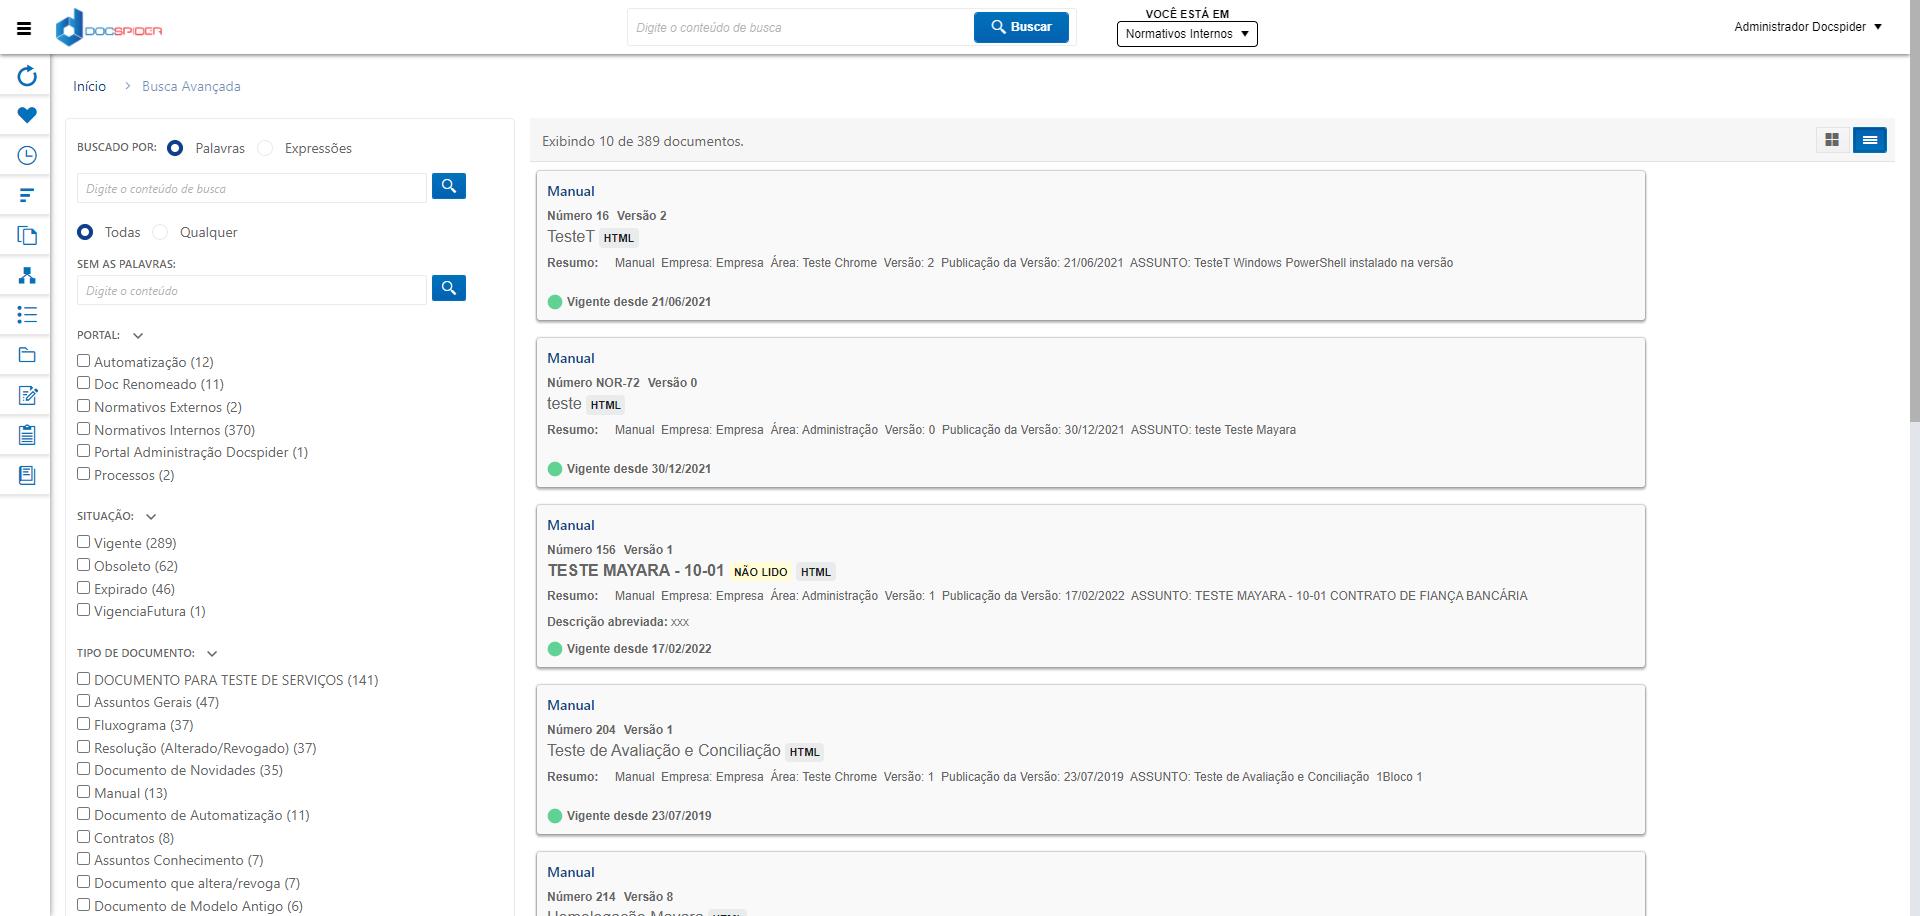 DOCSPIDER
Digite o conteúdo de busca
Buscar
VOCÊ ESTÁ EM
Normativos Internos
Administrador Docspider
Início
Busca Avançada
BUSCADO POR:
Palavras
Expressões
Digite o conteúdo de busca
Todas
Qualquer
SEM AS PALAVRAS:
Digite o conteúdo
PORTAL:
Automatização (12)
Doc Renomeado (11)
Normativos Externos (2)
Normativos Internos (370)
Portal Administração Docspider (1)
Processos (2)
SITUAÇÃO:
Vigente (289)
Obsoleto (62)
Expirado (46)
VigenciaFutura (1)
TIPO DE DOCUMENTO:
DOCUMENTO PARA TESTE DE SERVIÇOS (141)
Assuntos Gerais (47)
Fluxograma (37)
Resolução (Alterado/Revogado) (37)
Documento de Novidades (35)
Manual (13)
Documento de Automatização (11)
Contratos (8)
Assuntos Conhecimento (7)
Documento que altera/revoga (7)
Documento de Modelo Antigo (6)
Exibindo 10 de 389 documentos.
Manual
Número 16 Versão 2
TesteT HTML
Resumo: Manual Empresa: Empresa Área: Teste Chrome Versão: 2 Publicação da Versão: 21/06/2021 ASSUNTO: TesteT Windows PowerShell instalado na versão
Vigente desde 21/06/2021
Manual
Número NOR-72 Versão 0
teste HTML
Resumo: Manual Empresa: Empresa Área: Administração Versão: 0 Publicação da Versão: 30/12/2021 ASSUNTO: teste Teste Mayara
Vigente desde 30/12/2021
Manual
Número 156 Versão 1
TESTE MAYARA - 10-01 NÃO LIDO HTML
Resumo: Manual Empresa: Empresa Área: Administração Versão: 1 Publicação da Versão: 17/02/2022 ASSUNTO: TESTE MAYARA - 10-01 CONTRATO DE FIANÇA BANCÁRIA
Descrição abreviada: xxx
Vigente desde 17/02/2022
Manual
Número 204 Versão 1
Teste de Avaliação e Conciliação HTML
Resumo: Manual Empresa: Empresa Área: Teste Chrome Versão: 1 Publicação da Versão: 23/07/2019 ASSUNTO: Teste de Avaliação e Conciliação 1Bloco 1
Vigente desde 23/07/2019
Manual
Número 214 Versão 8
Homologação Mayara HTML